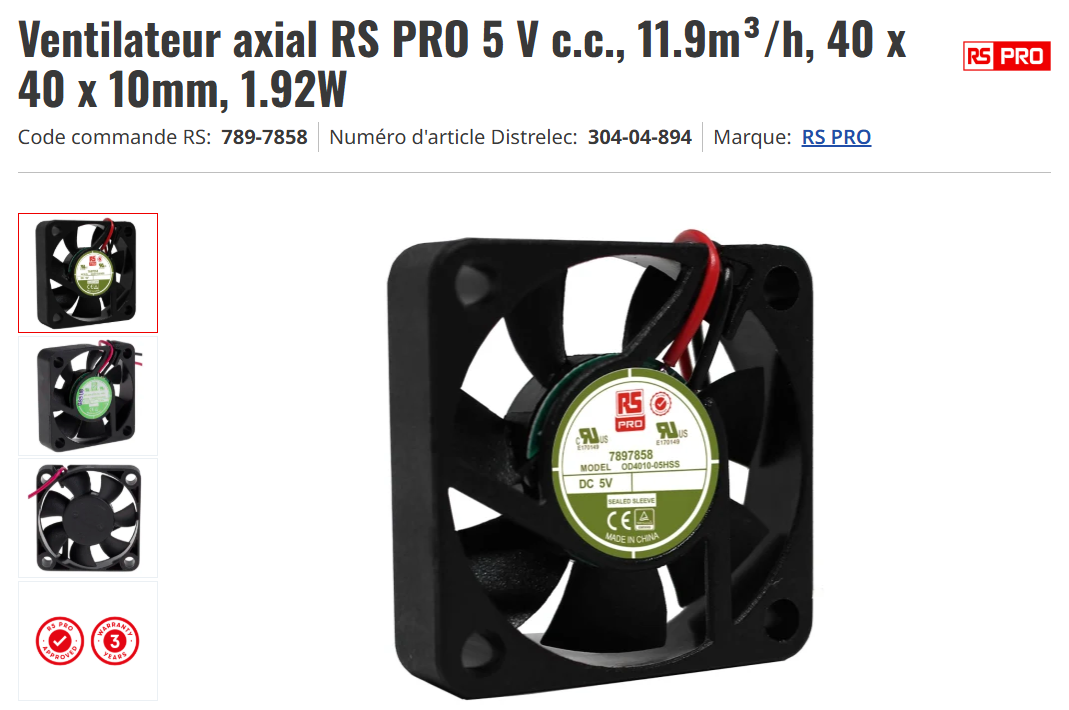 Ventilateur axial RS PRO 5 V c.c., 11.9m³/h, 40 x
40 x 10mm, 1.92W
RS PRO
Code commande RS: 789-7858 | Numéro d'article Distrelec: 304-04-894 | Marque: RS PRO
RS
PRO
C US US
E170149 E170149
7897858
MODEL OD4010-05HSS
DC 5V
SEALED SLEEVE
CE
MADE IN CHINA
RS PRO
APPROVED
WARRANTY
3
YEARS